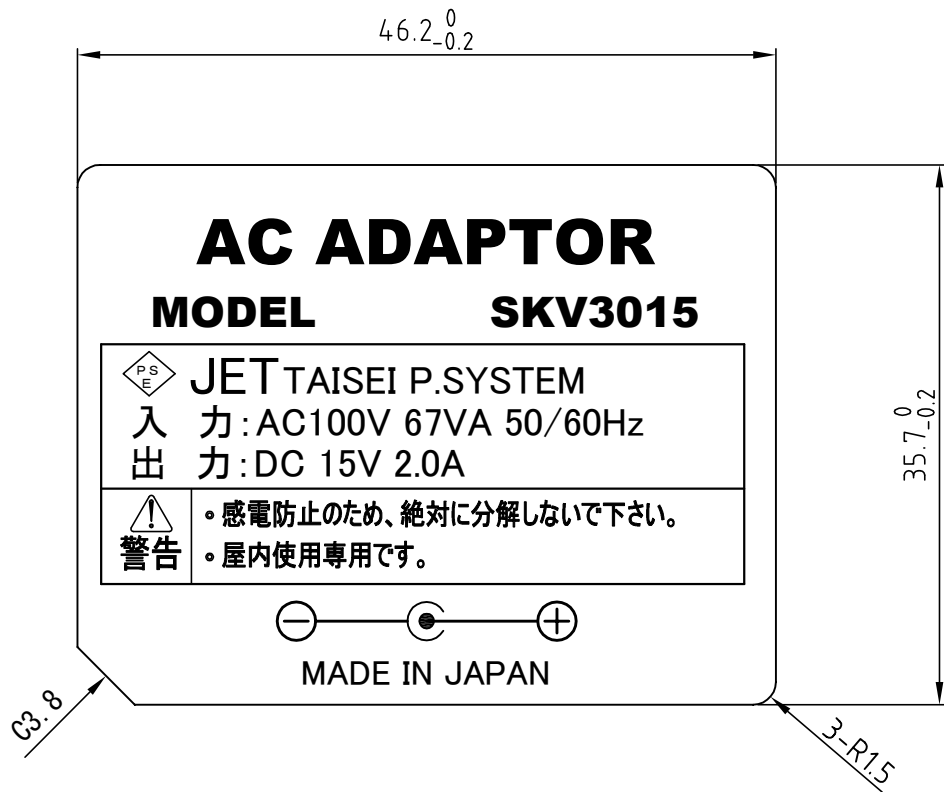 46.2 0 -0.2
AC ADAPTOR
MODEL SKV3015
PS E JET TAISEI P.SYSTEM
入 力:AC100V 67VA 50/60Hz
出 力:DC 15V 2.0A
35.7 0 -0.2
警告
。感電防止のため、絶対に分解しないで下さい。
。屋内使用専用です。
MADE IN JAPAN
C3.8
3-R1.5